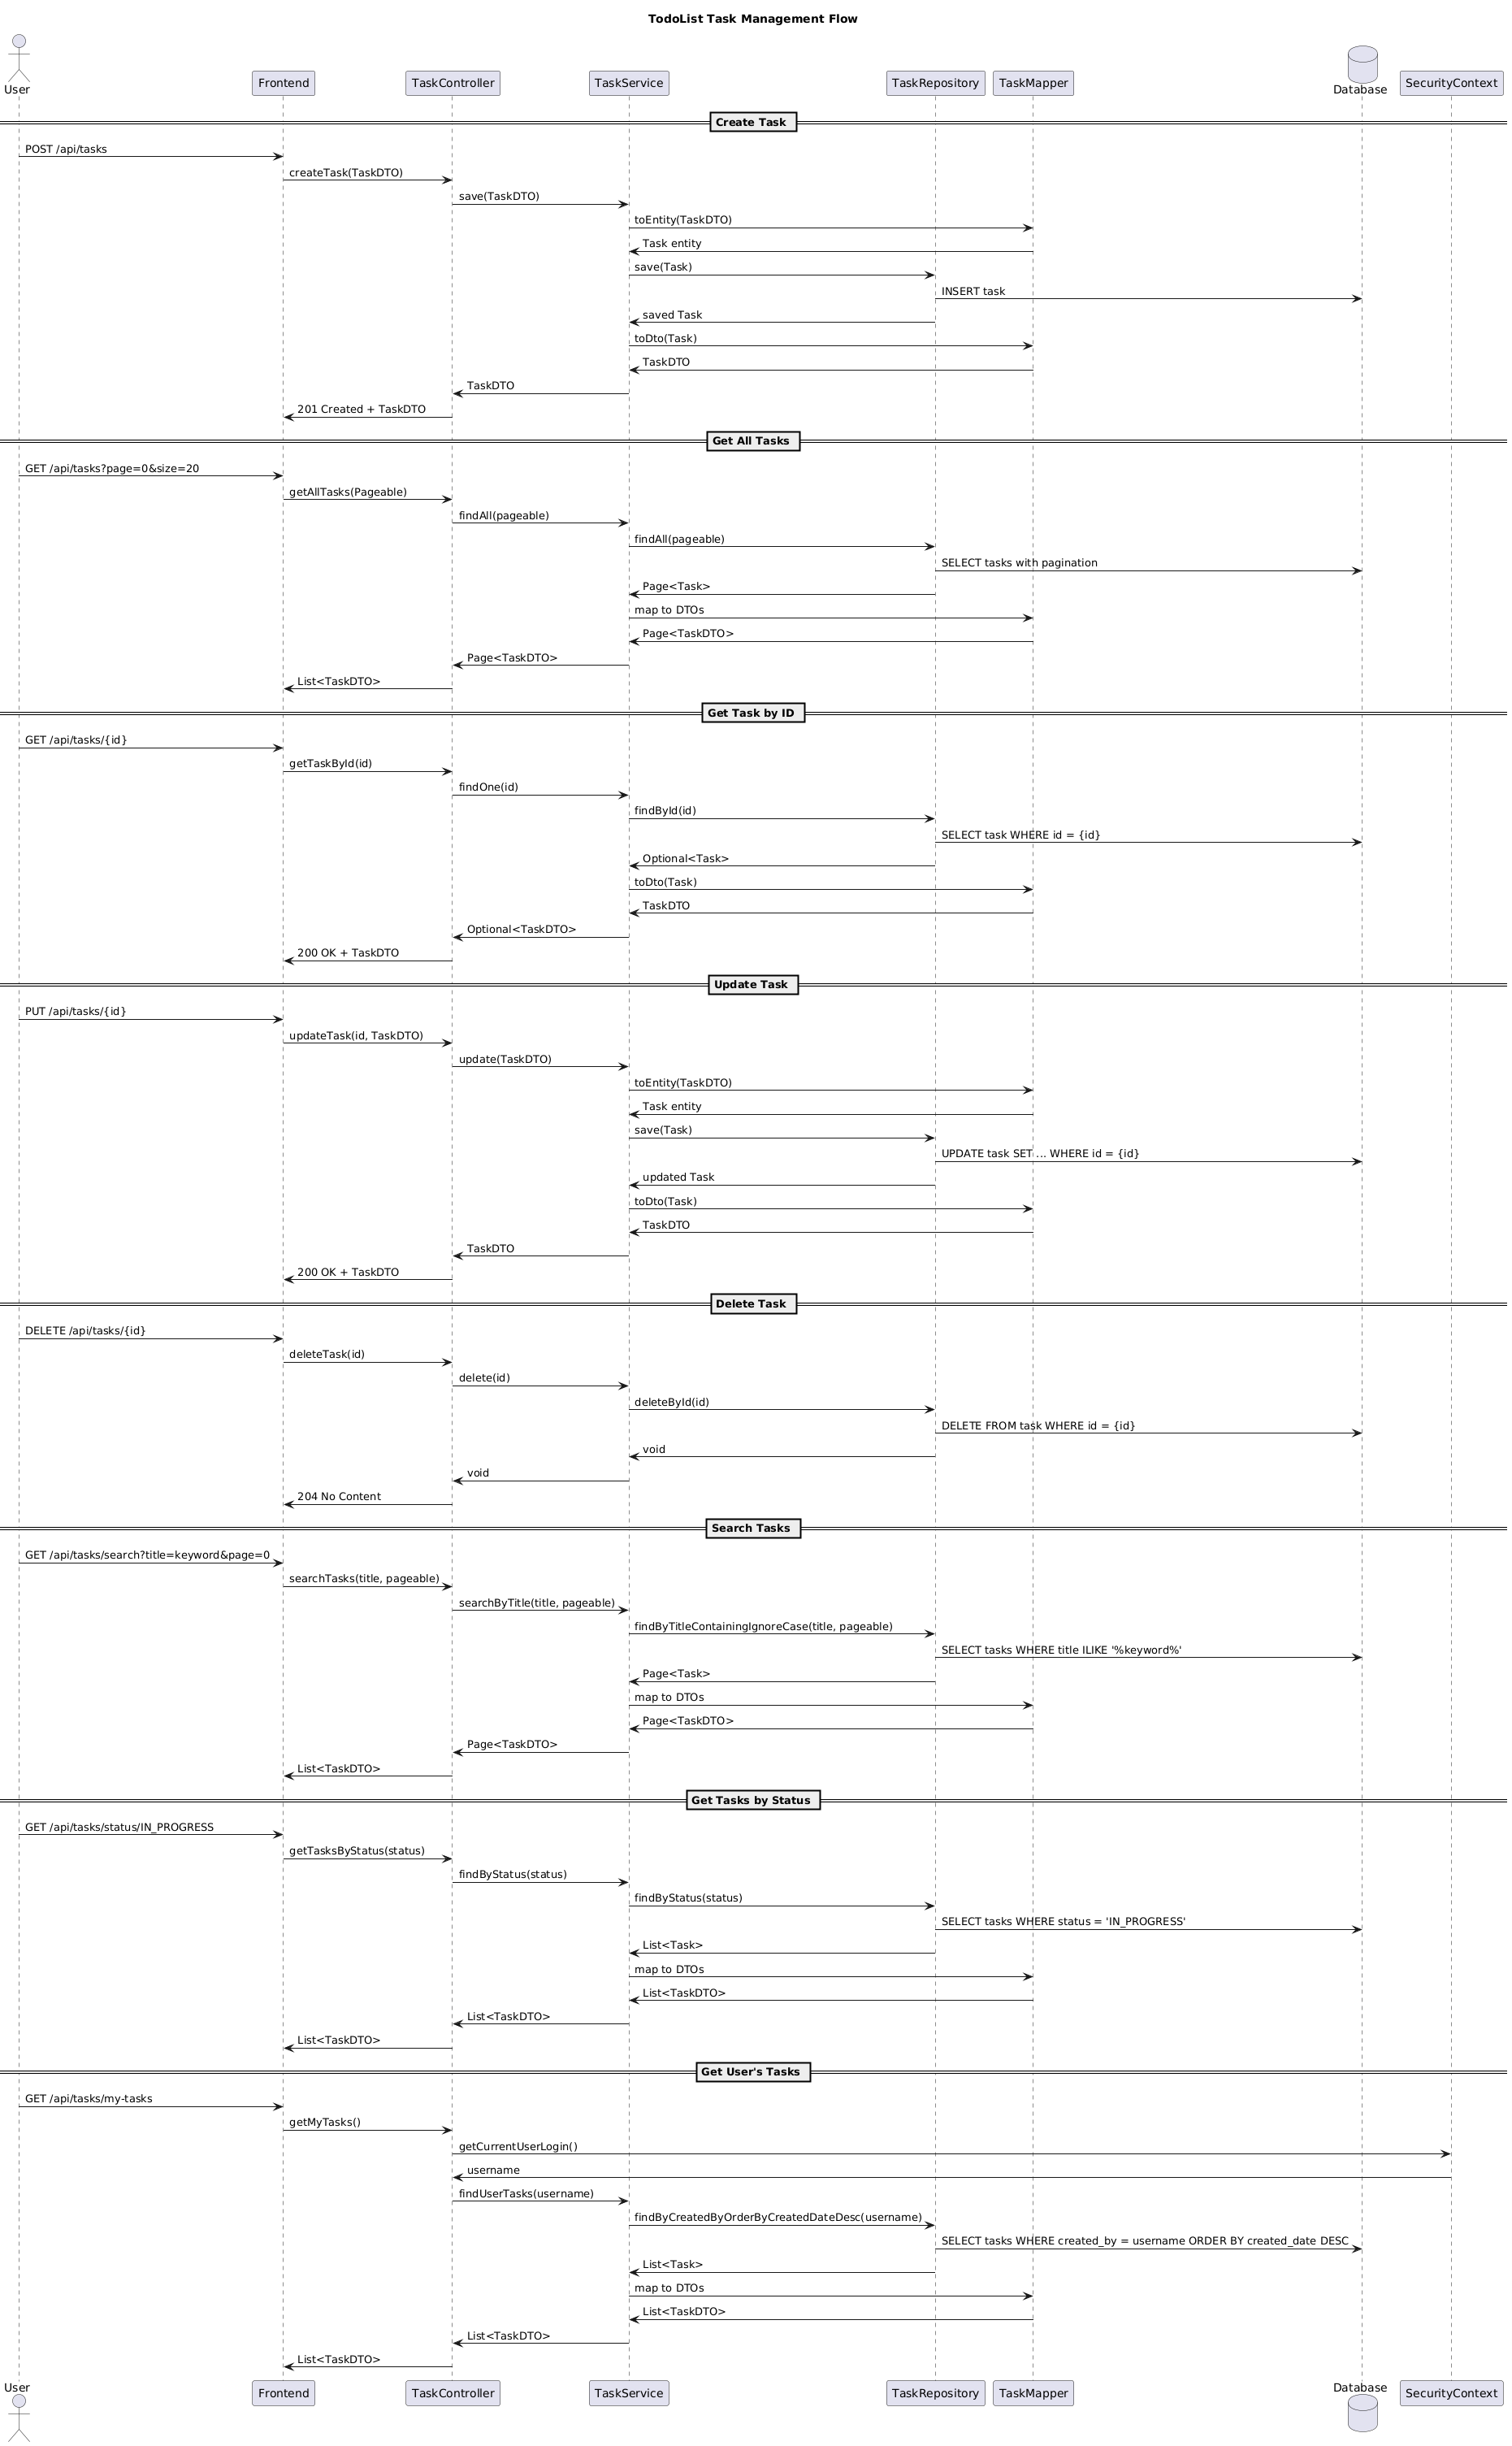 TodoList Task Management Flow
User
Frontend
TaskController
TaskService
TaskRepository
TaskMapper
Database
SecurityContext
Create Task
POST /api/tasks
createTask(TaskDTO)
save(TaskDTO)
toEntity(TaskDTO)
Task entity
save(Task)
INSERT task
saved Task
toDto(Task)
TaskDTO
TaskDTO
201 Created + TaskDTO
Get All Tasks
GET /api/tasks?page=0&size=20
getAllTasks(Pageable)
findAll(pageable)
findAll(pageable)
SELECT tasks with pagination
Page<Task>
map to DTOs
Page<TaskDTO>
Page<TaskDTO>
List<TaskDTO>
Get Task by ID
GET /api/tasks/{id}
getTaskById(id)
findOne(id)
findById(id)
SELECT task WHERE id = {id}
Optional<Task>
toDto(Task)
TaskDTO
Optional<TaskDTO>
200 OK + TaskDTO
Update Task
PUT /api/tasks/{id}
updateTask(id, TaskDTO)
update(TaskDTO)
toEntity(TaskDTO)
Task entity
save(Task)
UPDATE task SET ... WHERE id = {id}
updated Task
toDto(Task)
TaskDTO
TaskDTO
200 OK + TaskDTO
Delete Task
DELETE /api/tasks/{id}
deleteTask(id)
delete(id)
deleteById(id)
DELETE FROM task WHERE id = {id}
void
void
204 No Content
Search Tasks
GET /api/tasks/search?title=keyword&page=0
searchTasks(title, pageable)
searchByTitle(title, pageable)
findByTitleContainingIgnoreCase(title, pageable)
SELECT tasks WHERE title ILIKE '%keyword%'
Page<Task>
map to DTOs
Page<TaskDTO>
Page<TaskDTO>
List<TaskDTO>
Get Tasks by Status
GET /api/tasks/status/IN_PROGRESS
getTasksByStatus(status)
findByStatus(status)
findByStatus(status)
SELECT tasks WHERE status = 'IN_PROGRESS'
List<Task>
map to DTOs
List<TaskDTO>
List<TaskDTO>
List<TaskDTO>
Get User's Tasks
GET /api/tasks/my-tasks
getMyTasks()
getCurrentUserLogin()
username
findUserTasks(username)
findByCreatedByOrderByCreatedDateDesc(username)
SELECT tasks WHERE created_by = username ORDER BY created_date DESC
List<Task>
map to DTOs
List<TaskDTO>
List<TaskDTO>
List<TaskDTO>
User
Frontend
TaskController
TaskService
TaskRepository
TaskMapper
Database
SecurityContext